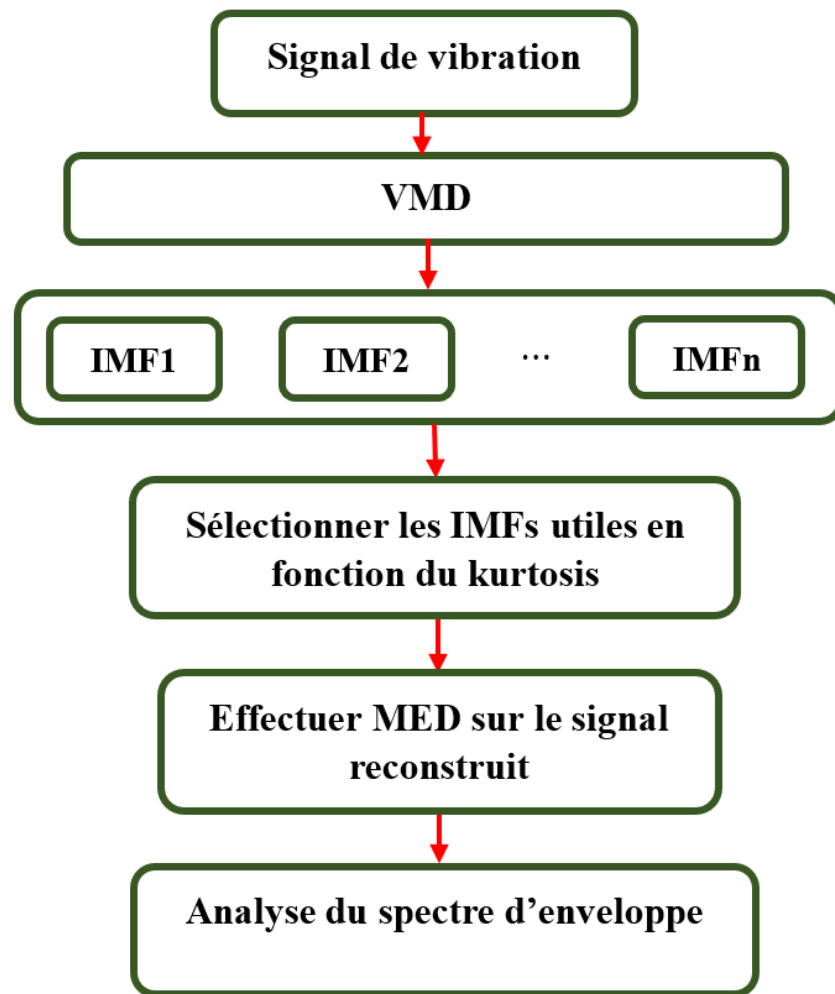 Signal de vibration
VMD
IMF1 IMF2 ... IMFn
Sélectionner les IMFs utiles en
fonction du kurtosis
Effectuer MED sur le signal
reconstruit
Analyse du spectre d’enveloppe